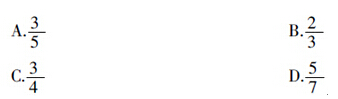 A. 3/5 B. 2/3
C. 3/4 D. 5/7